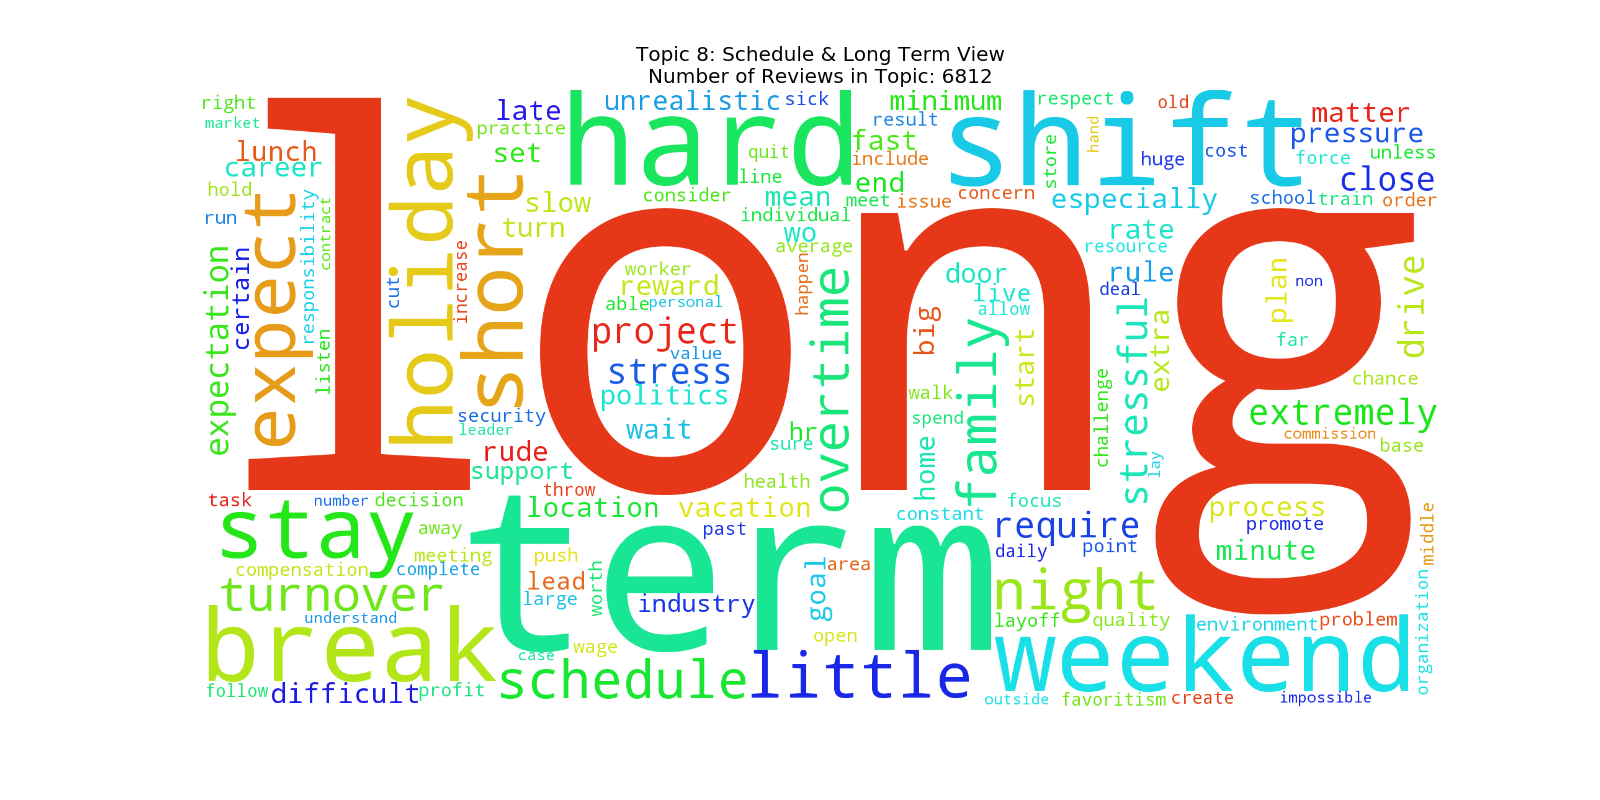 Topic 8: Schedule & Long Term View
Number of Reviews in Topic: 6812
long
term
hard
shift
holiday
short
expect
stay
break
weekend
turnover
schedule
little
night
family
overtime
stressful
require
extremely
project
stress
politics
wait
reward
worker
able
personal
value
right
market
lunch
career
hold
run
expectation
certain
responsibility
contract
listen
cut
increase
late
practice
set
slow
turn
unrealistic
sick
minimum
respect
old
matter
pressure
result
fast
include
quit
line
consider
mean
end
meet
issue
concern
individual
wo
average
happen
store
hand
huge
cost
force
unless
close
especially
school
train
order
rate
resource
rule
deal
door
live
allow
big
start
extra
plan
non
far
drive
chance
walk
spend
home
challenge
lay
commission
base
security
leader
rude
support
hr
sure
health
throw
location
vacation
past
constant
focus
daily
point
process
promote
minute
middle
organization
task
number
decision
away
meeting
compensation
complete
push
lead
large
worth
industry
goal
area
open
wage
case
understand
follow
difficult
profit
layoff
quality
environment
problem
outside
favoritism
create
impossible